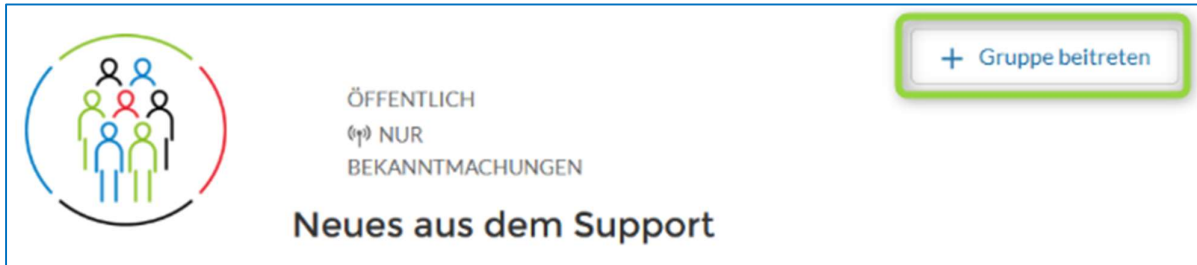 + Gruppe beitreten
ÖFFENTLICH
NUR
BEKANNTMACHUNGEN
Neues aus dem Support